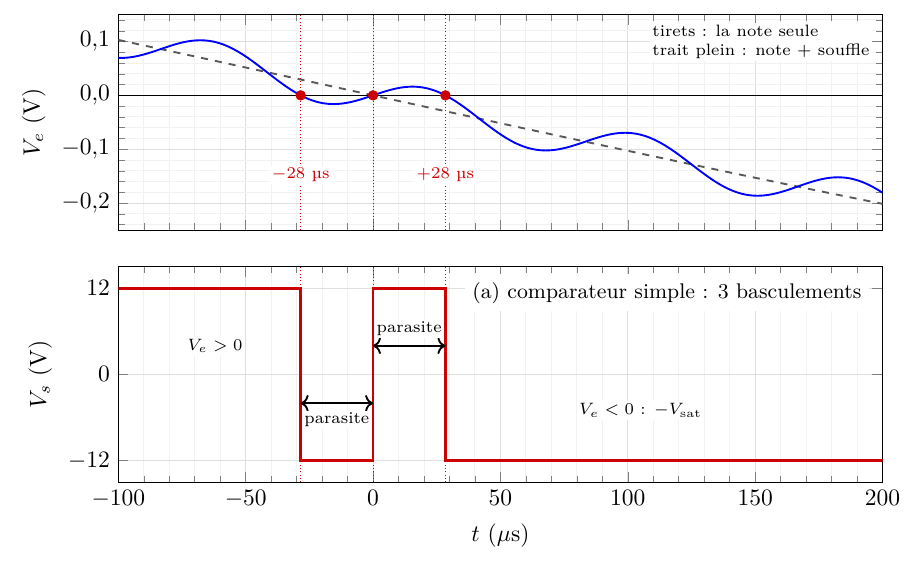 tirets : la note seule
trait plein : note + souffle
0,1
0,0
−0,1
−0,2
V_e (V)
−28 µs
+28 µs
(a) comparateur simple : 3 basculements
12
0
−12
V_s (V)
parasite
V_e > 0
parasite
V_e < 0 : −V_sat
−100
−50
0
50
100
150
200
t (µs)